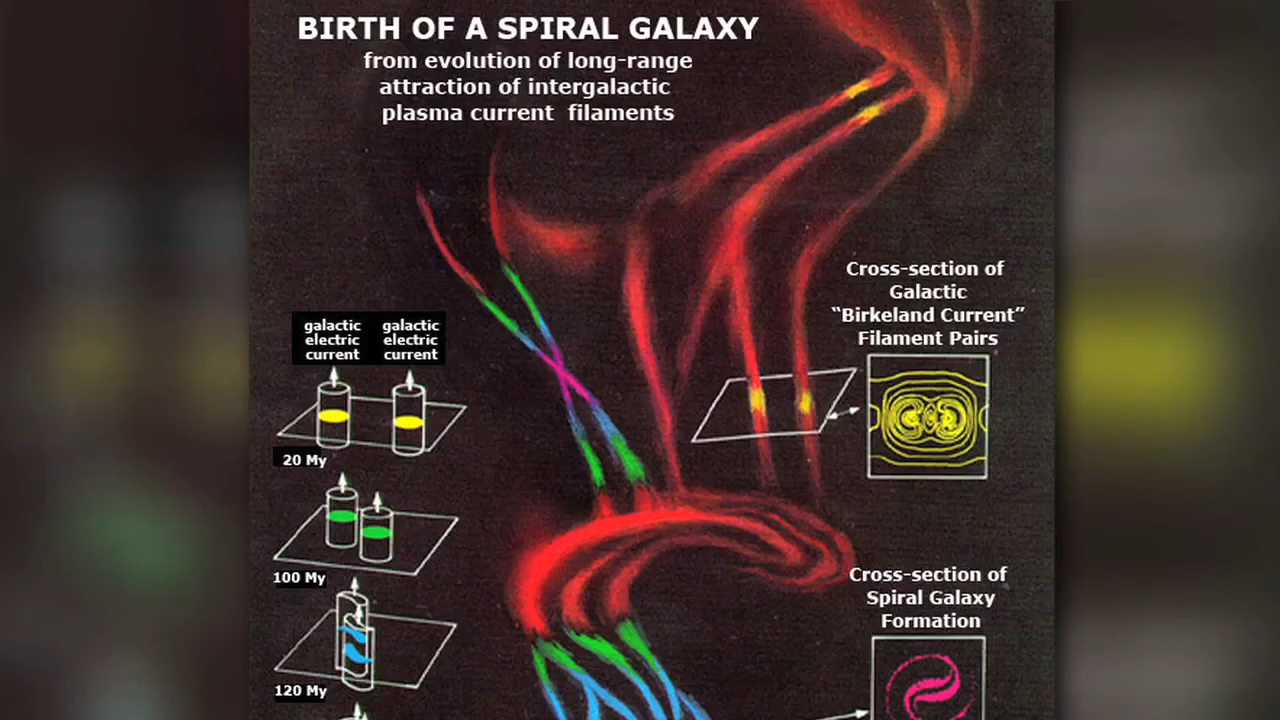 BIRTH OF A SPIRAL GALAXY
from evolution of long-range
attraction of intergalactic
plasma current filaments
Cross-section of
Galactic
“Birkeland Current”
Filament Pairs
galactic
electric
current
galactic
electric
current
20 My
100 My
Cross-section of
Spiral Galaxy
Formation
120 My